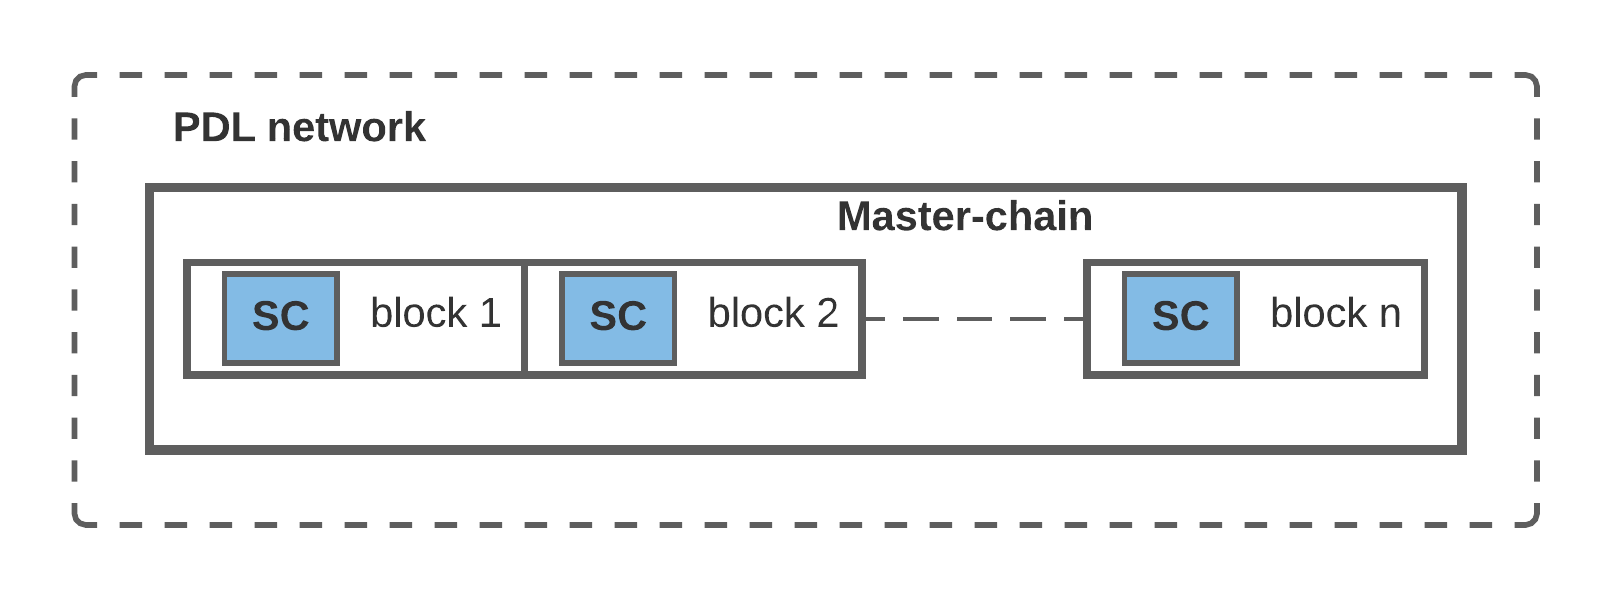 PDL network
Master-chain
SC block 1 SC block 2 SC block n